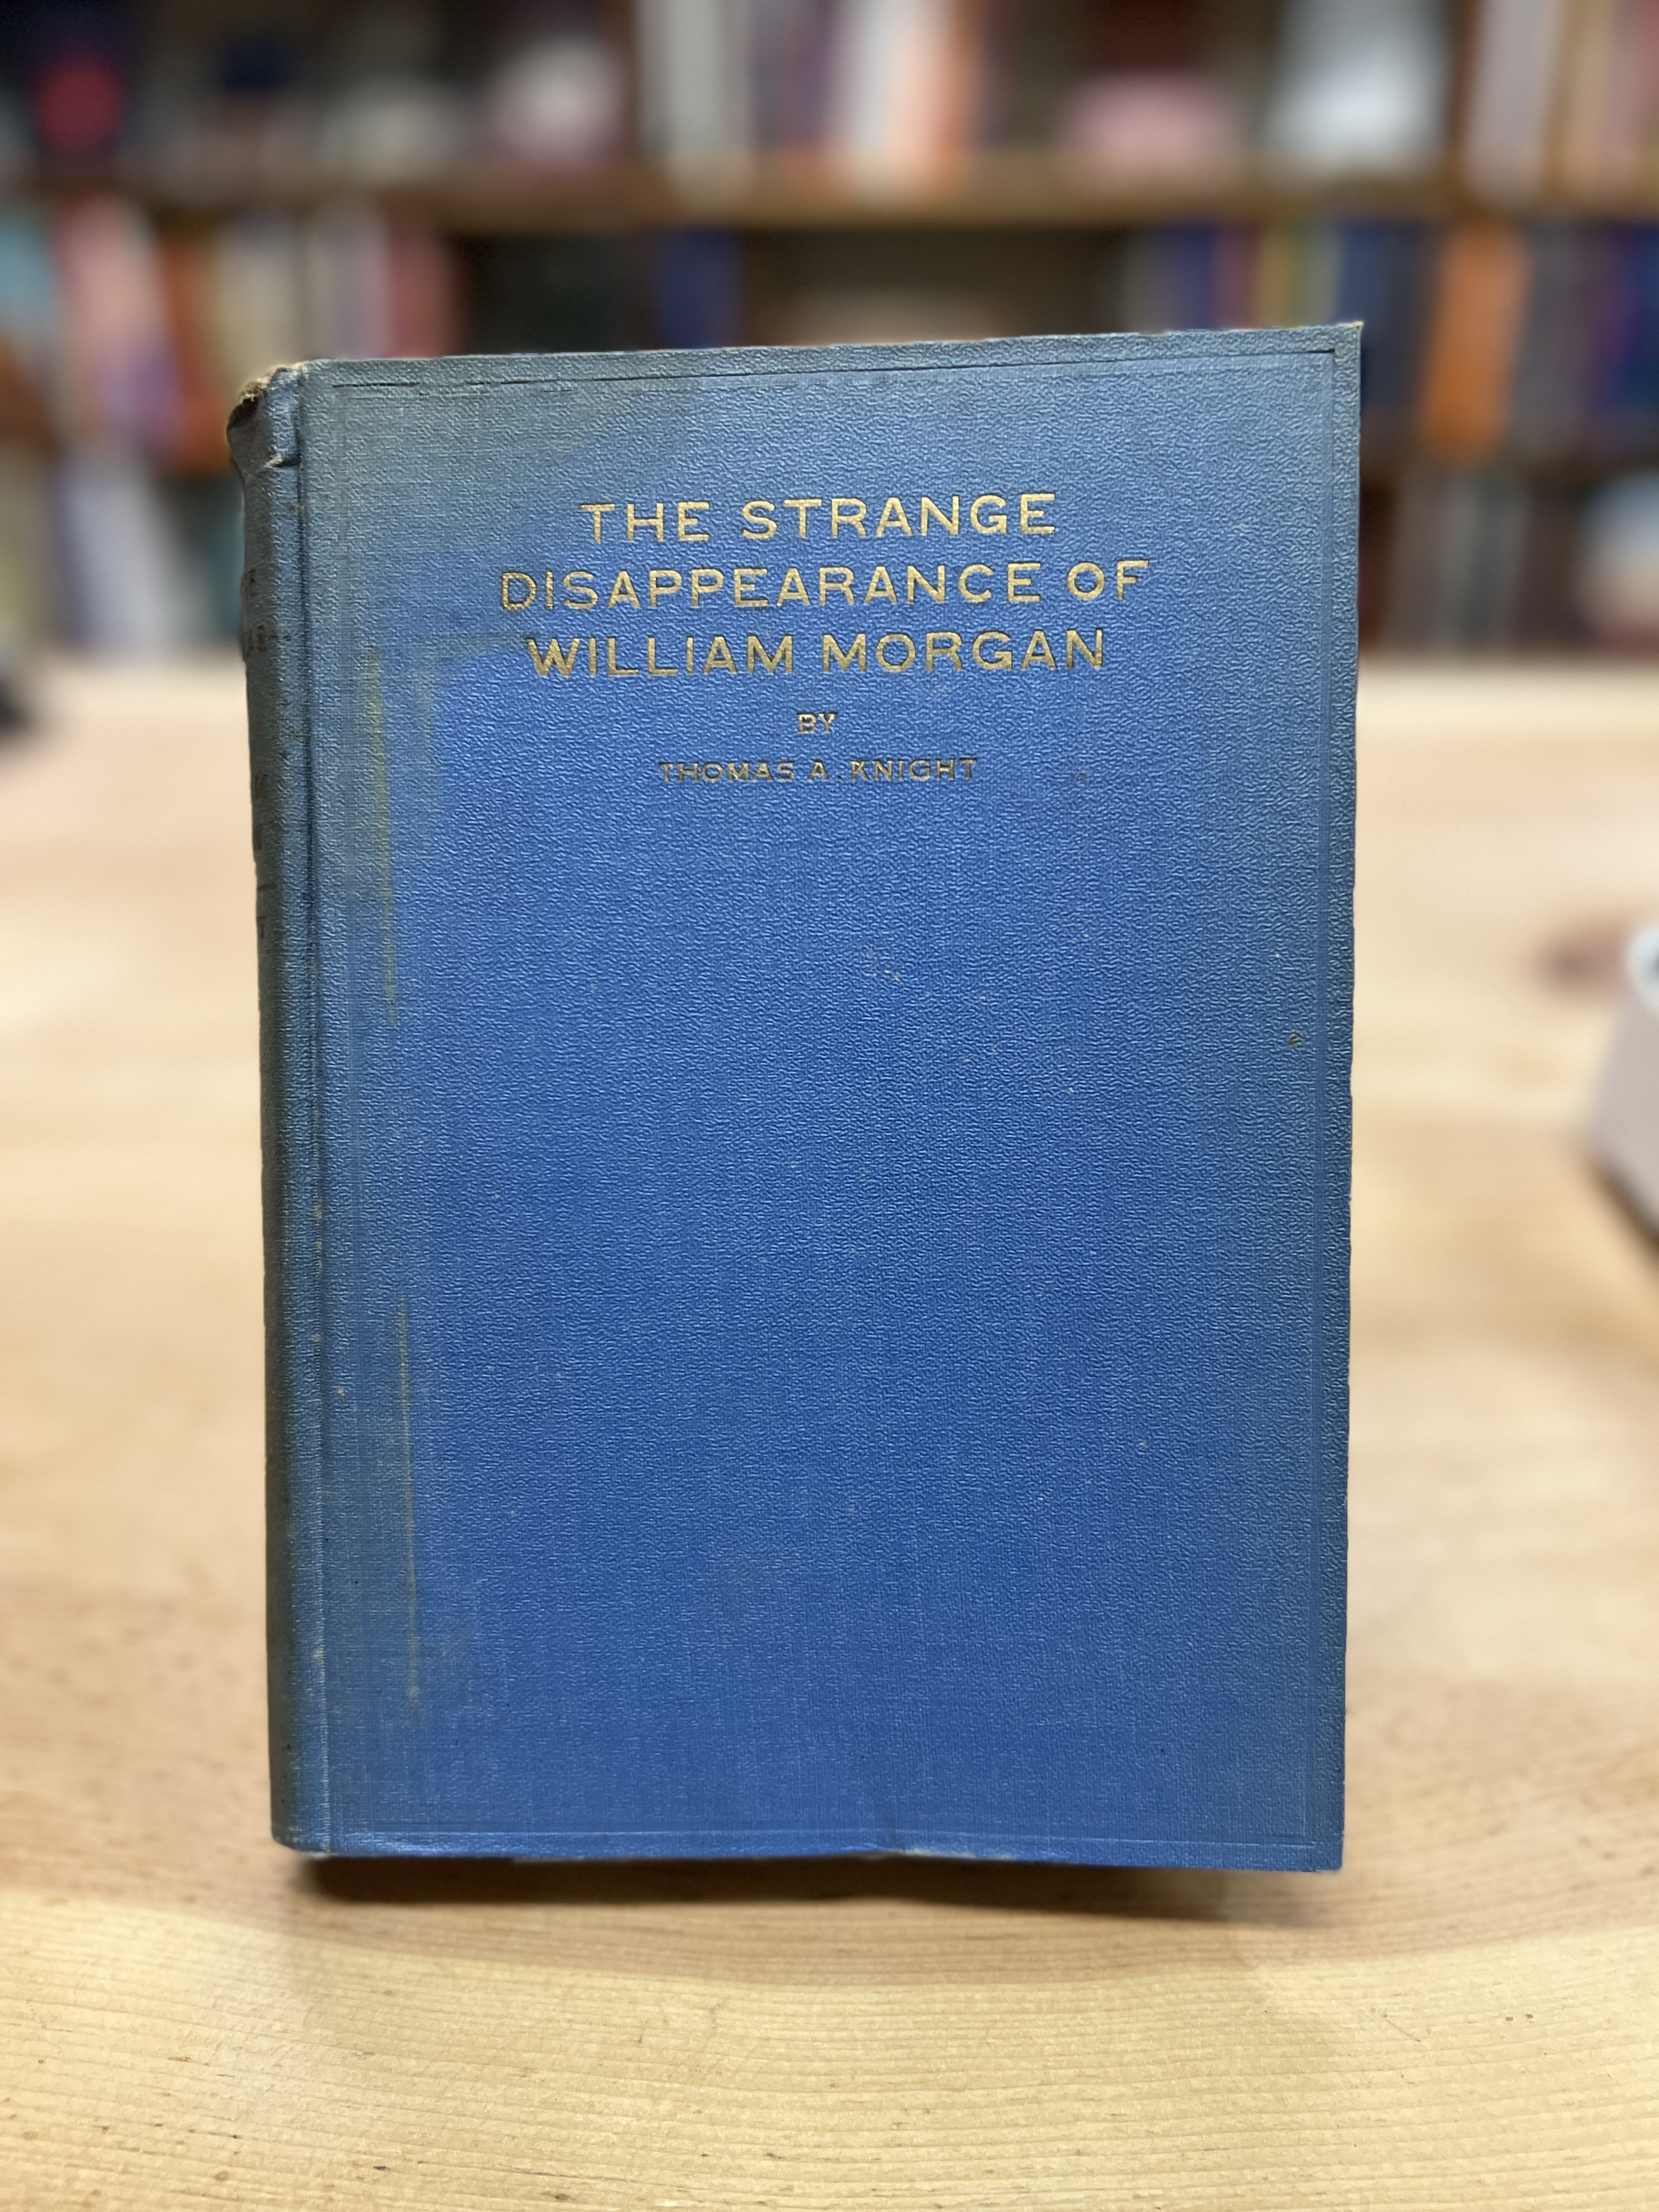 THE STRANGE
DISAPPEARANCE OF
WILLIAM MORGAN
BY
THOMAS A. KNIGHT